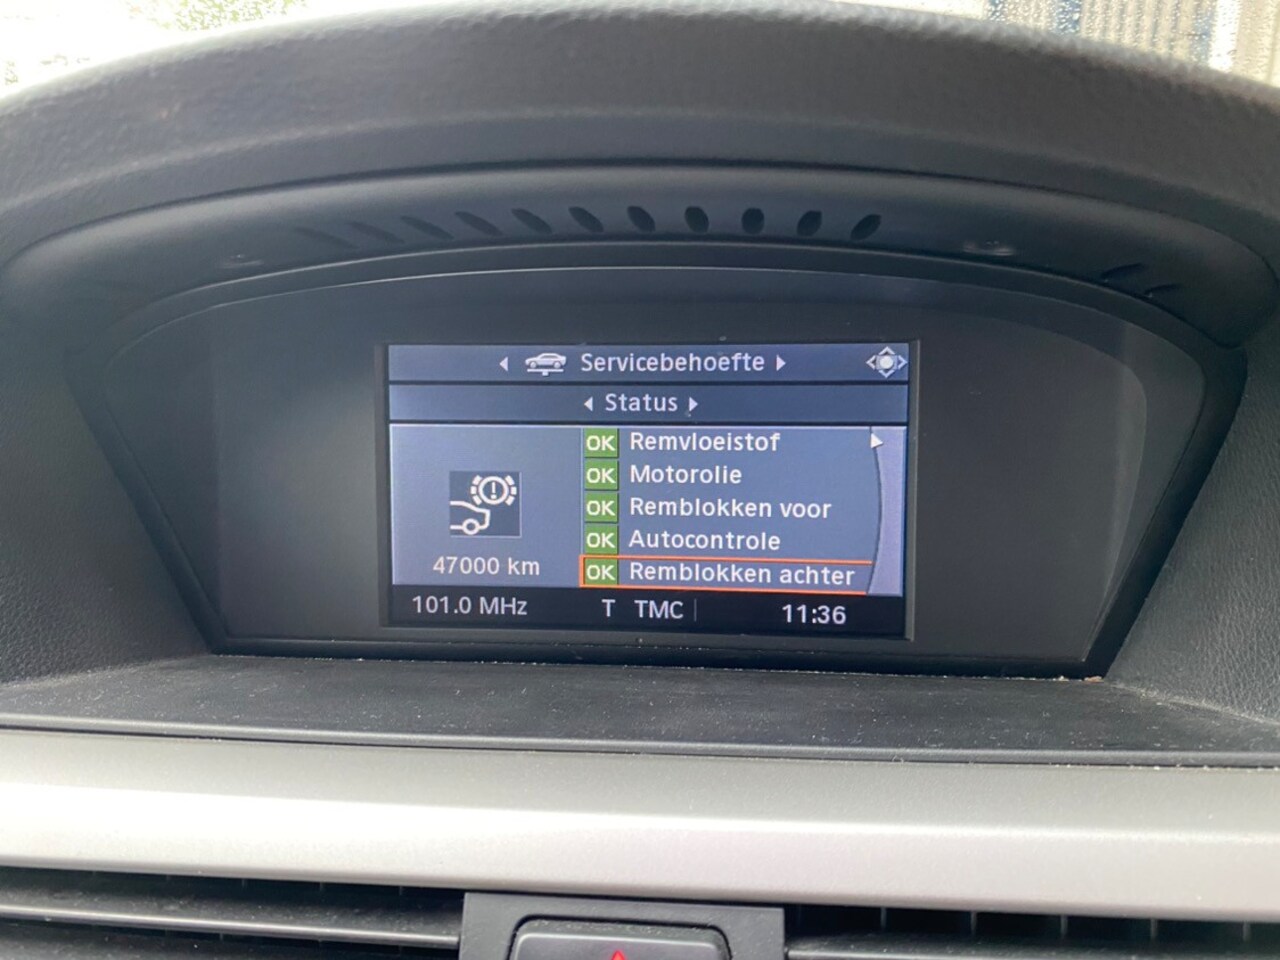 Servicebehoefte
Status
OK Remvloeistof
OK Motorolie
OK Remblokken voor
OK Autocontrole
OK Remblokken achter
47000 km
101.0 MHz T TMC 11:36